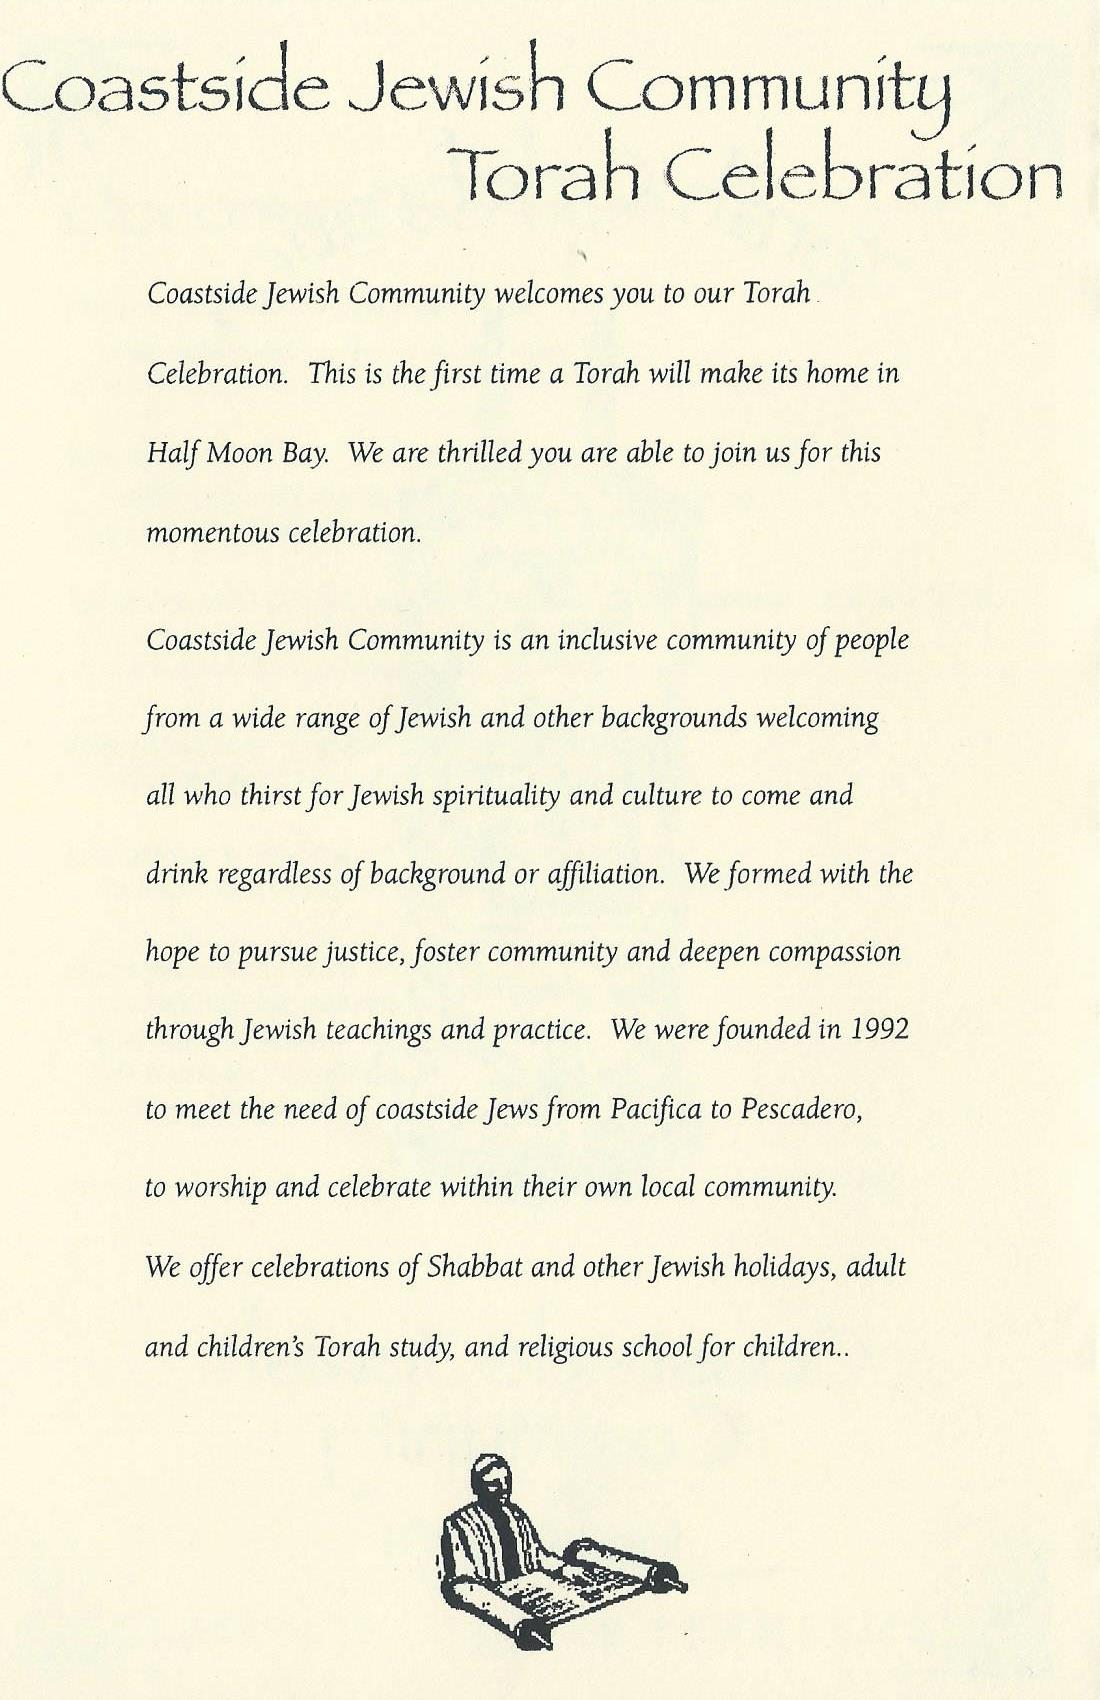 Coastside Jewish Community
Torah Celebration
Coastside Jewish Community welcomes you to our Torah
Celebration. This is the first time a Torah will make its home in
Half Moon Bay. We are thrilled you are able to join us for this
momentous celebration.
Coastside Jewish Community is an inclusive community of people
from a wide range of Jewish and other backgrounds welcoming
all who thirst for Jewish spirituality and culture to come and
drink regardless of background or affiliation. We formed with the
hope to pursue justice, foster community and deepen compassion
through Jewish teachings and practice. We were founded in 1992
to meet the need of coastside Jews from Pacifica to Pescadero,
to worship and celebrate within their own local community.
We offer celebrations of Shabbat and other Jewish holidays, adult
and children's Torah study, and religious school for children..